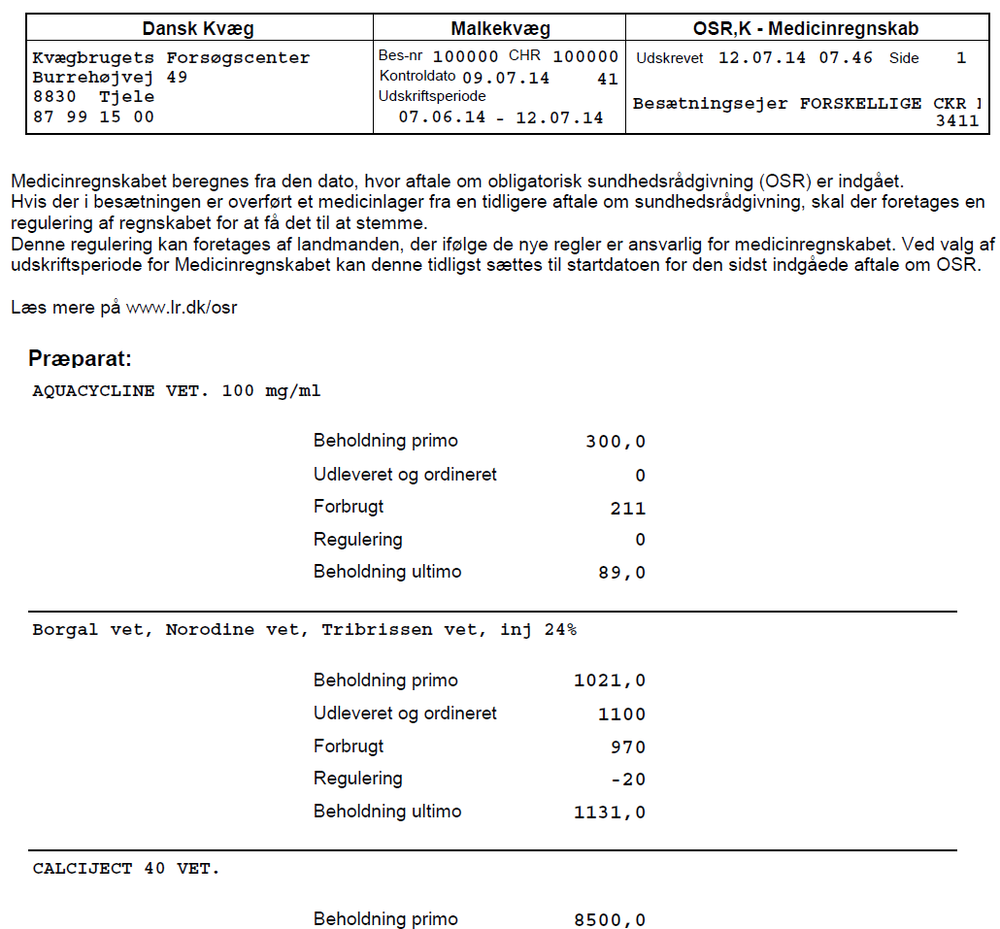 Dansk Kvæg Malkekvæg OSR,K - Medicinregnskab
Kvægbrugets Forsøgscenter
Burrehøjvej 49
8830 Tjele
87 99 15 00
Bes-nr 100000 CHR 100000
Kontroldato 09.07.14 41
Udskriftsperiode
07.06.14 - 12.07.14
Udskrevet 12.07.14 07.46 Side 1
Besætningsejer FORSKELLIGE CKR
3411
Medicinregnskabet beregnes fra den dato, hvor aftale om obligatorisk sundhedsrådgivning (OSR) er indgået.
Hvis der i besætningen er overført et medicinlager fra en tidligere aftale om sundhedsrådgivning, skal der foretages en
regulering af regnskabet for at få det til at stemme.
Denne regulering kan foretages af landmanden, der ifølge de nye regler er ansvarlig for medicinregnskabet. Ved valg af
udskriftsperiode for Medicinregnskabet kan denne tidligst sættes til startdatoen for den sidst indgåede aftale om OSR.
Læs mere på www.lr.dk/osr
Præparat:
AQUACYCLINE VET. 100 mg/ml
Beholdning primo 300,0
Udleveret og ordineret 0
Forbrugt 211
Regulering 0
Beholdning ultimo 89,0
Borgal vet, Norodine vet, Tribrissen vet, inj 24%
Beholdning primo 1021,0
Udleveret og ordineret 1100
Forbrugt 970
Regulering -20
Beholdning ultimo 1131,0
CALCIJECT 40 VET.
Beholdning primo 8500,0